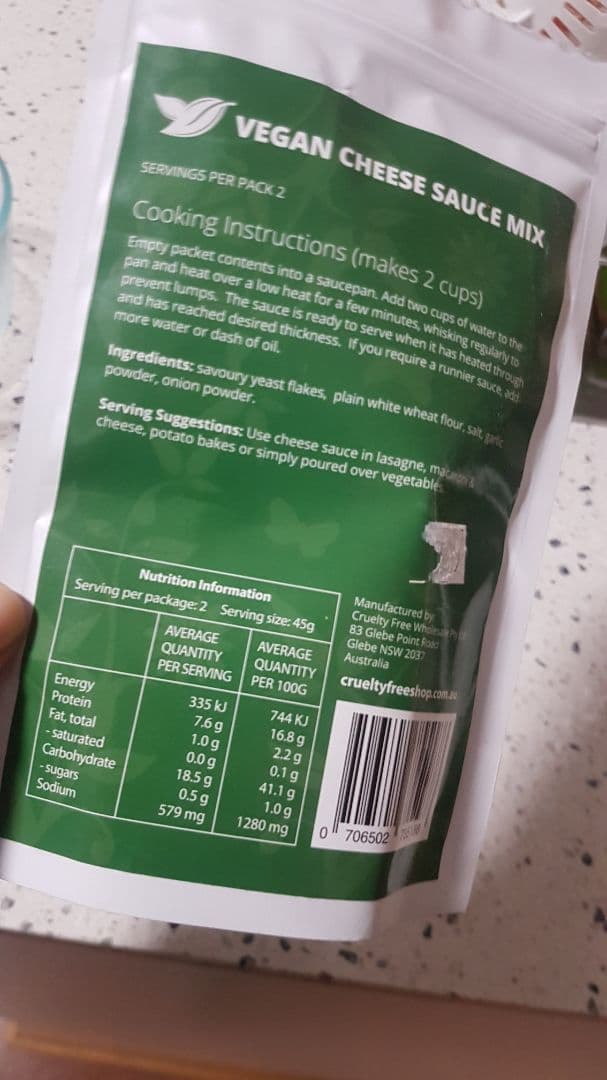 VEGAN CHEESE SAUCE MIX
SERVINGS PER PACK 2
Cooking Instructions (makes 2 cups)
Empty packet contents into a saucepan. Add two cups of water to the
pan and heat over a low heat for a few minutes, whisking regularly to
prevent lumps. The sauce is ready to serve when it has heated through
and has reached desired thickness. If you require a runnier sauce, add
more water or dash of oil.
Ingredients: savoury yeast flakes, plain white wheat flour, salt, garlic
powder, onion powder.
Serving Suggestions: Use cheese sauce in lasagne, macaroni &
cheese, potato bakes or simply poured over vegetables
Nutrition Information
Serving per package: 2 Serving size: 45g
AVERAGE QUANTITY PER SERVING AVERAGE QUANTITY PER 100G
Energy 335 kJ 744 KJ
Protein 7.6 g 16.8 g
Fat, total 1.0 g 2.2 g
- saturated 0.0 g 0.1 g
Carbohydrate 18.5 g 41.1 g
- sugars 0.5 g 1.0 g
Sodium 579 mg 1280 mg
Manufactured by
Cruelty Free
83 Glebe Point Road
Glebe NSW 2037
Australia
crueltyfreeshop.com.au
0 706502